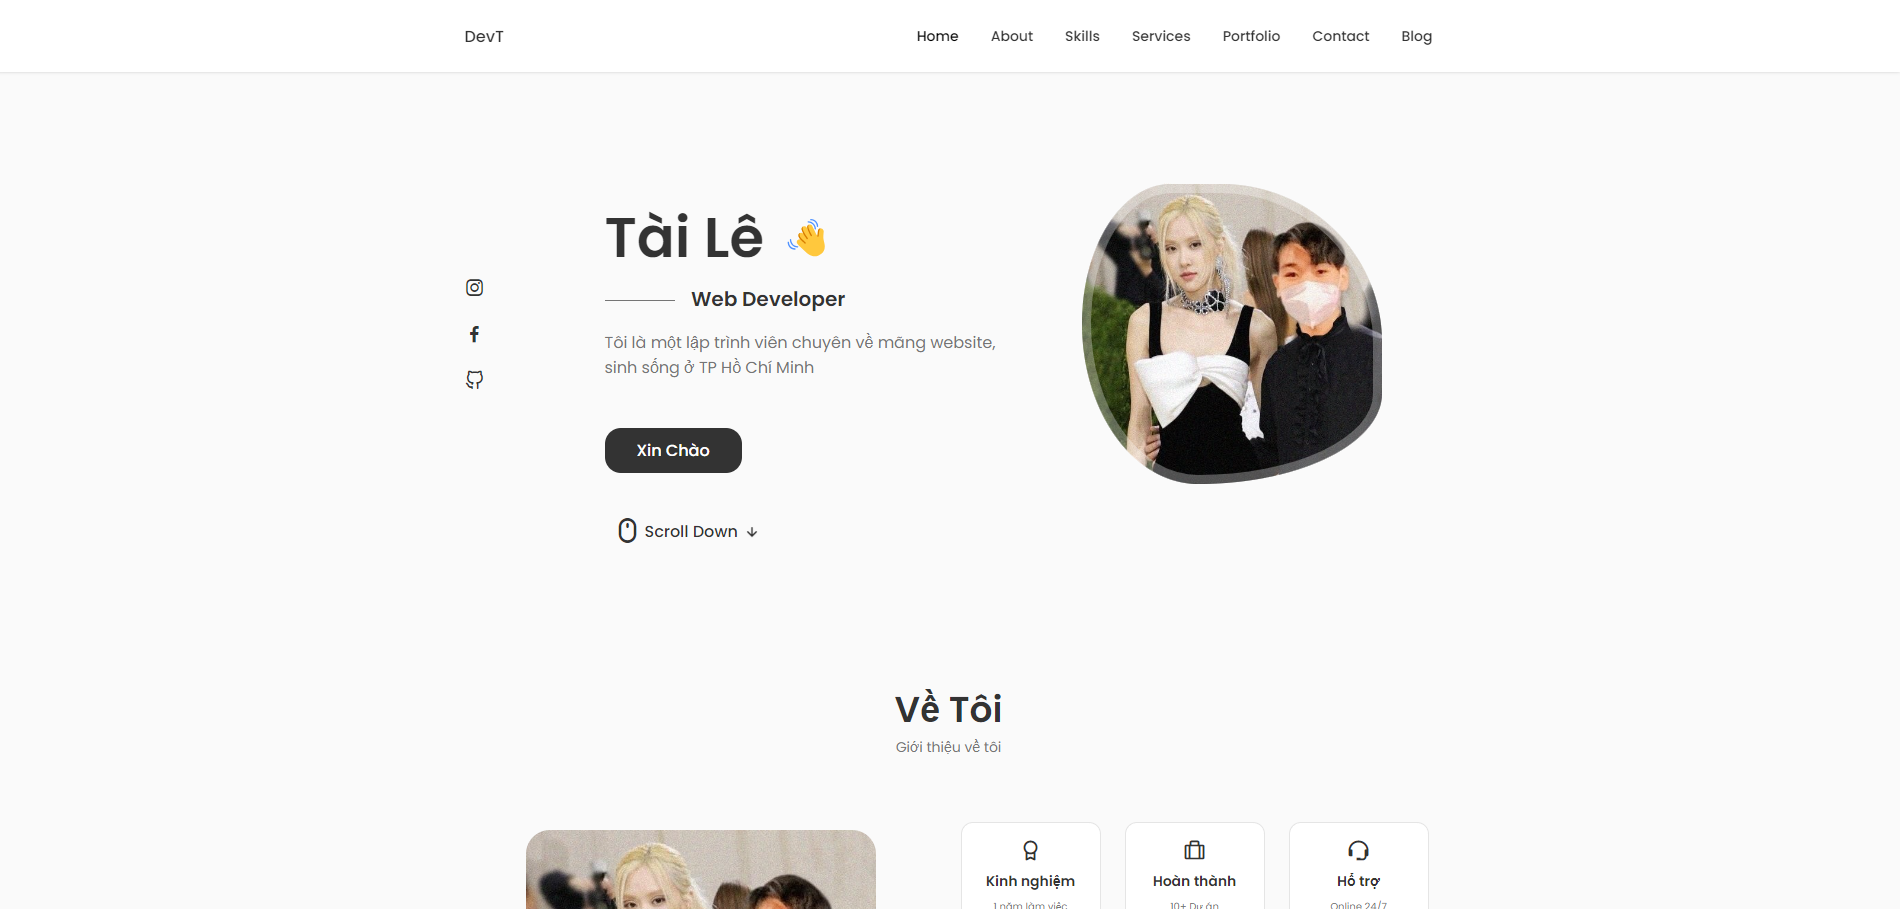 DevT
Home About Skills Services Portfolio Contact Blog
Tài Lê
Web Developer
Tôi là một lập trình viên chuyên về mãng website,
sinh sống ở TP Hồ Chí Minh
Xin Chào
Scroll Down
Về Tôi
Giới thiệu về tôi
Kinh nghiệm
1 năm làm việc
Hoàn thành
10+ Dự án
Hổ trợ
Online 24/7